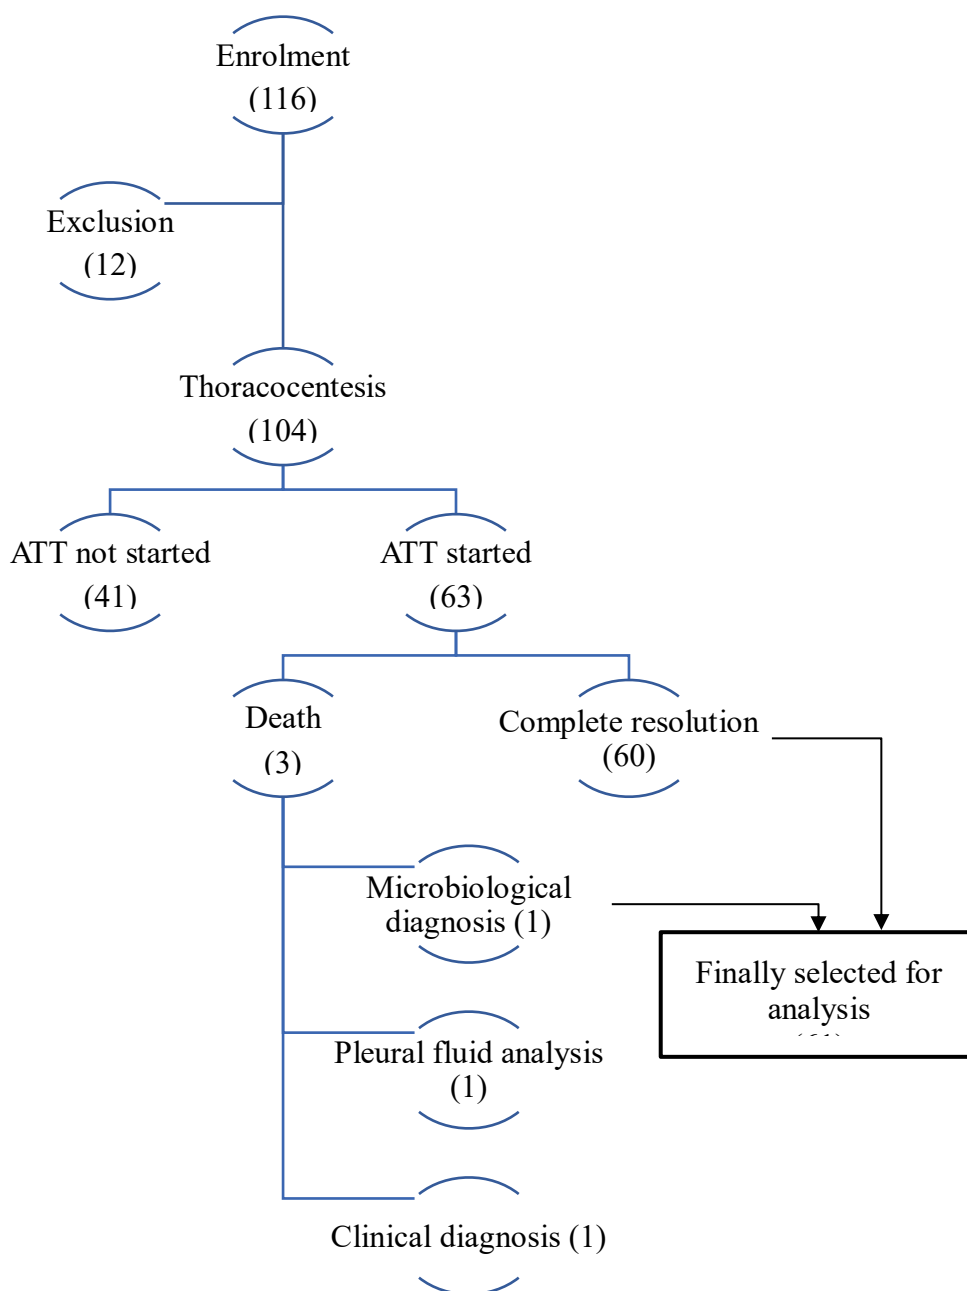 Enrolment
(116)
Exclusion
(12)
Thoracocentesis
(104)
ATT not started
(41)
ATT started
(63)
Death
(3)
Complete resolution
(60)
Microbiological
diagnosis (1)
Finally selected for
analysis
Pleural fluid analysis
(1)
Clinical diagnosis (1)